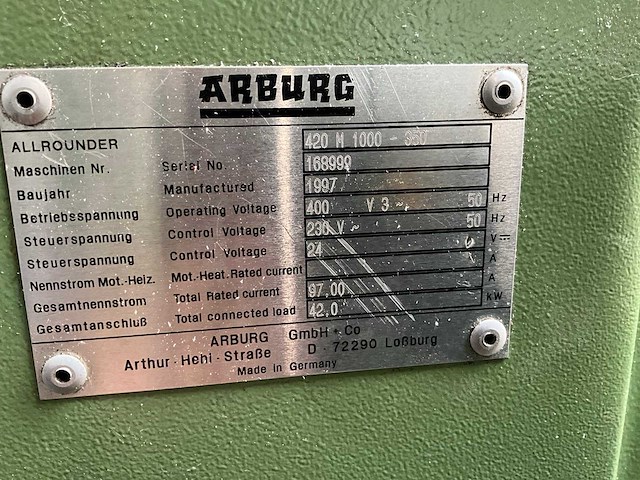 ARBURG
ALLROUNDER 420 M 1000 - 350
Maschinen Nr. Serial No. 168999
Baujahr Manufactured 1997
Betriebsspannung Operating Voltage 400 V 3 ~, 50 Hz
Steuerspannung Control Voltage 230 V ~ 50 Hz
Steuerspannung Control Voltage 24 V
Nennstrom Mot.-Heiz. Mot.-Heat. Rated current A
Gesamtnennstrom Total Rated current 97.00 A
Gesamtanschluß Total connected load 42.0 kW
ARBURG GmbH + Co
Arthur - Hehl - Straße D - 72290 Loßburg
Made in Germany